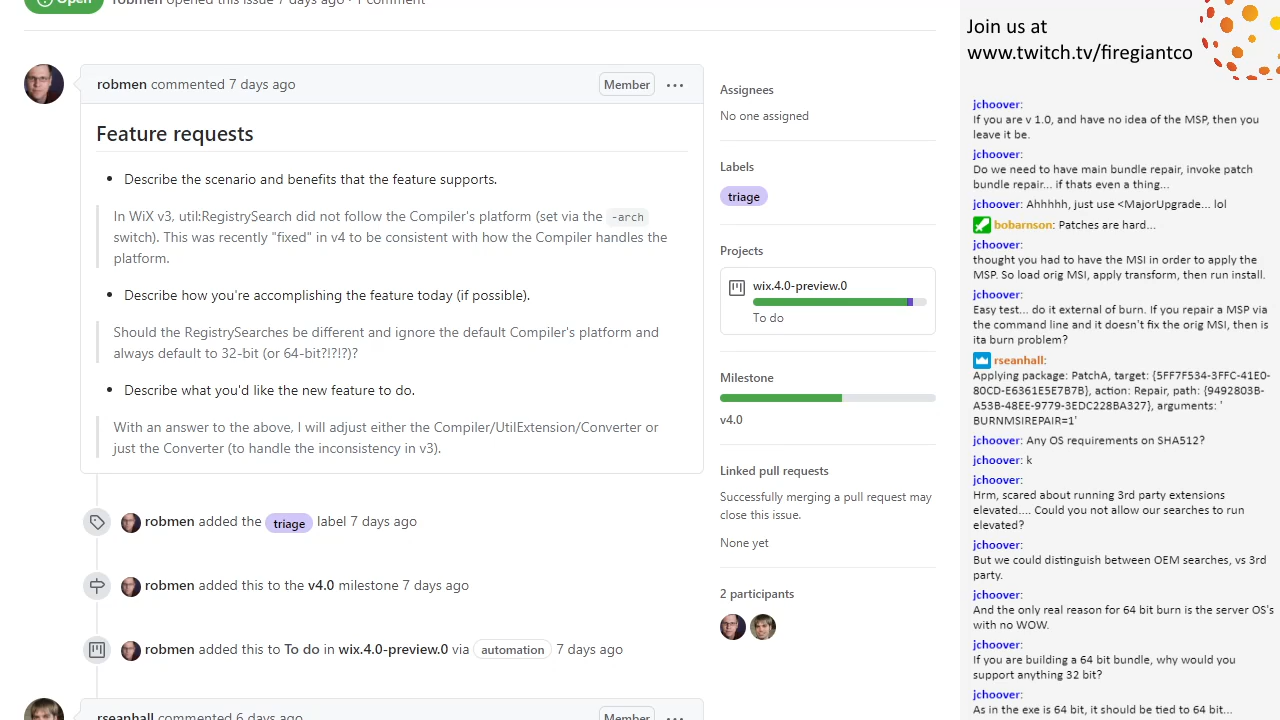 Open robmen opened this issue 7 days ago · 1 comment
robmen commented 7 days ago
Member
Feature requests
Describe the scenario and benefits that the feature supports.
In WiX v3, util:RegistrySearch did not follow the Compiler's platform (set via the -arch
switch). This was recently "fixed" in v4 to be consistent with how the Compiler handles the
platform.
Describe how you're accomplishing the feature today (if possible).
Should the RegistrySearches be different and ignore the default Compiler's platform and
always default to 32-bit (or 64-bit?!?!?)?
Describe what you'd like the new feature to do.
With an answer to the above, I will adjust either the Compiler/UtilExtension/Converter or
just the Converter (to handle the inconsistency in v3).
robmen added the triage label 7 days ago
robmen added this to the v4.0 milestone 7 days ago
robmen added this to To do in wix.4.0-preview.0 via automation 7 days ago
rseanhall commented 6 days ago
Member
Assignees
No one assigned
Labels
triage
Projects
wix.4.0-preview.0
To do
Milestone
v4.0
Linked pull requests
Successfully merging a pull request may
close this issue.
None yet
2 participants
Join us at
www.twitch.tv/firegiantco
jchoover:
If you are v 1.0, and have no idea of the MSP, then you
leave it be.
jchoover:
Do we need to have main bundle repair, invoke patch
bundle repair... if thats even a thing...
jchoover: Ahhhhh, just use <MajorUpgrade... lol
bobarnson: Patches are hard...
jchoover:
thought you had to have the MSI in order to apply the
MSP. So load orig MSI, apply transform, then run install.
jchoover:
Easy test... do it external of burn. If you repair a MSP via
the command line and it doesn't fix the orig MSI, then is
ita burn problem?
rseanhall:
Applying package: PatchA, target: {5FF7F534-3FFC-41E0-
80CD-E6361E5E7B7B}, action: Repair, path: {9492803B-
A53B-48EE-9779-3EDC228BA327}, arguments: '
BURNMSIREPAIR=1'
jchoover: Any OS requirements on SHA512?
jchoover: k
jchoover:
Hrm, scared about running 3rd party extensions
elevated.... Could you not allow our searches to run
elevated?
jchoover:
But we could distinguish between OEM searches, vs 3rd
party.
jchoover:
And the only real reason for 64 bit burn is the server OS's
with no WOW.
jchoover:
If you are building a 64 bit bundle, why would you
support anything 32 bit?
jchoover:
As in the exe is 64 bit, it should be tied to 64 bit...